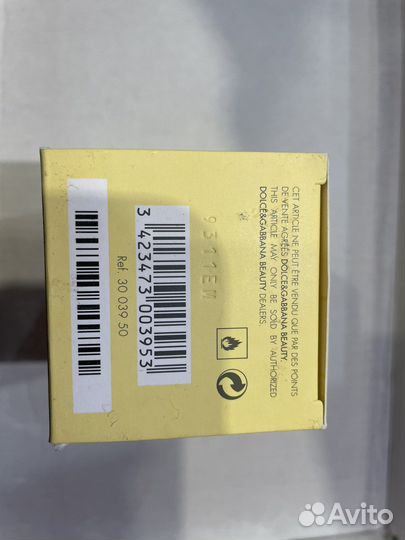 CET ARTICLE NE PEUT ÊTRE VENDU QUE PAR DES POINTS
DE VENTE AGRÉÉS DOLCE&GABBANA BEAUTY.
THIS ARTICLE MAY ONLY BE SOLD BY AUTHORIZED
DOLCE&GABBANA BEAUTY DEALERS.
9311EM
3 423473 003953
Ref. 30 039 50
Avito